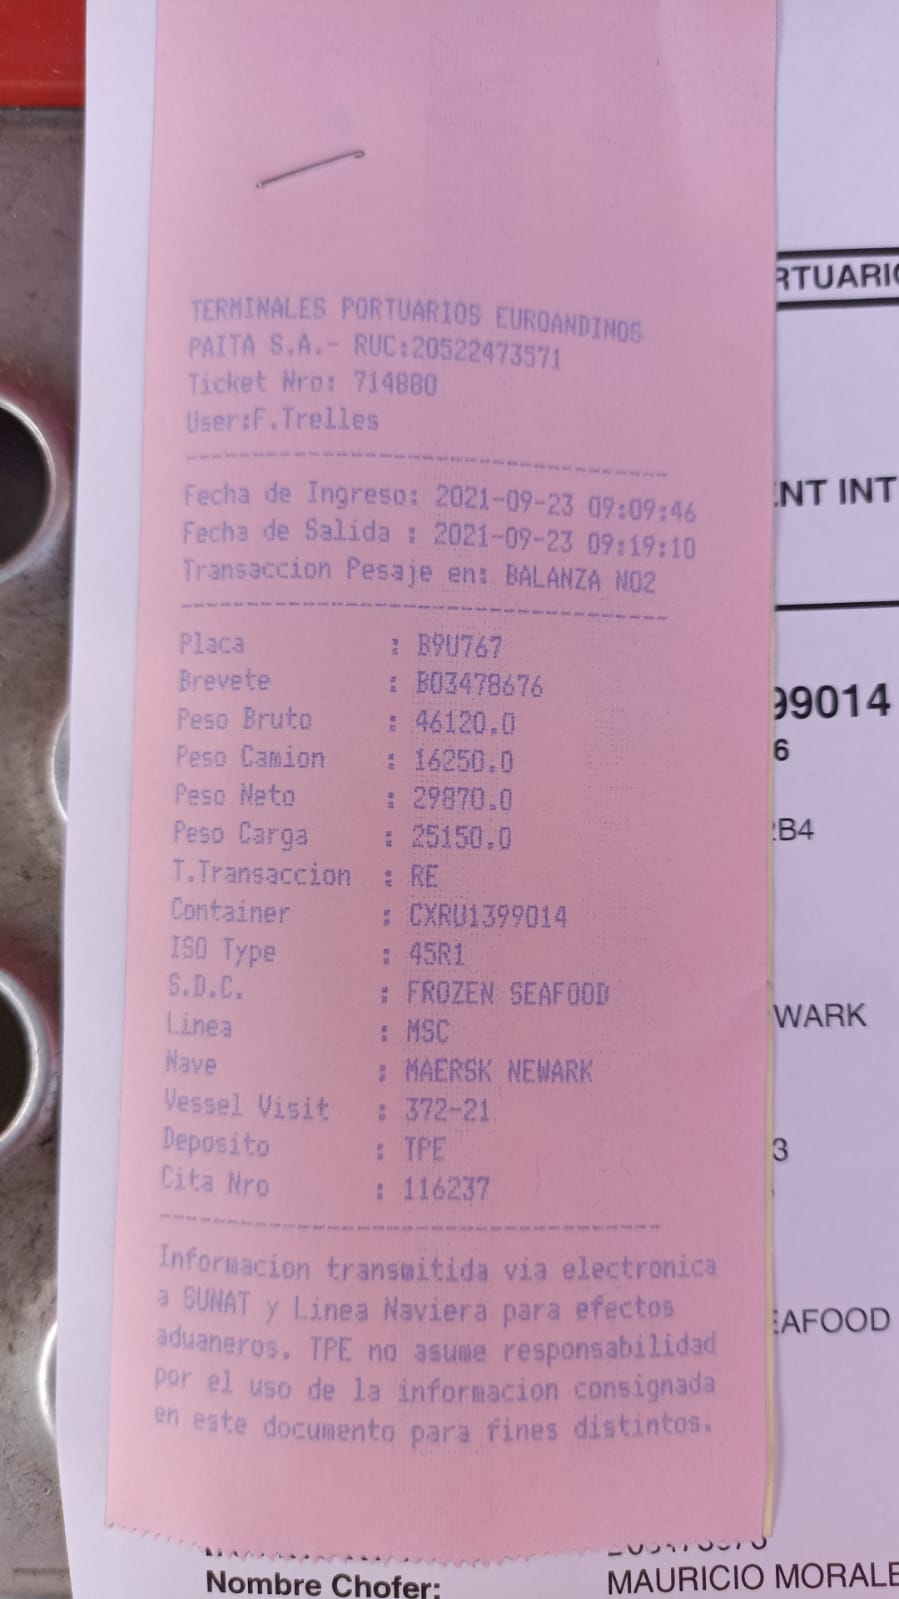 TERMINALES PORTUARIOS EUROANDINOS
PAITA S.A.- RUC:20522473571
Ticket Nro: 714880
User:F.Trelles
Fecha de Ingreso: 2021-09-23 09:09:46
Fecha de Salida : 2021-09-23 09:19:10
Transaccion Pesaje en: BALANZA NO2
Placa : B9U767
Brevete : B03478676
Peso Bruto : 46120.0
Peso Camion : 16250.0
Peso Neto : 29870.0
Peso Carga : 25150.0
T.Transaccion : RE
Container : CXRU1399014
ISO Type : 45R1
S.D.C. : FROZEN SEAFOOD
Linea : MSC
Nave : MAERSK NEWARK
Vessel Visit : 372-21
Deposito : TPE
Cita Nro : 116237
Informacion transmitida via electronica
a SUNAT y Linea Naviera para efectos
aduaneros. TPE no asume responsabilidad
por el uso de la informacion consignada
en este documento para fines distintos.
RTUARIO
NT INT
99014
6
B4
WARK
3
EAFOOD
Nombre Chofer: MAURICIO MORALE